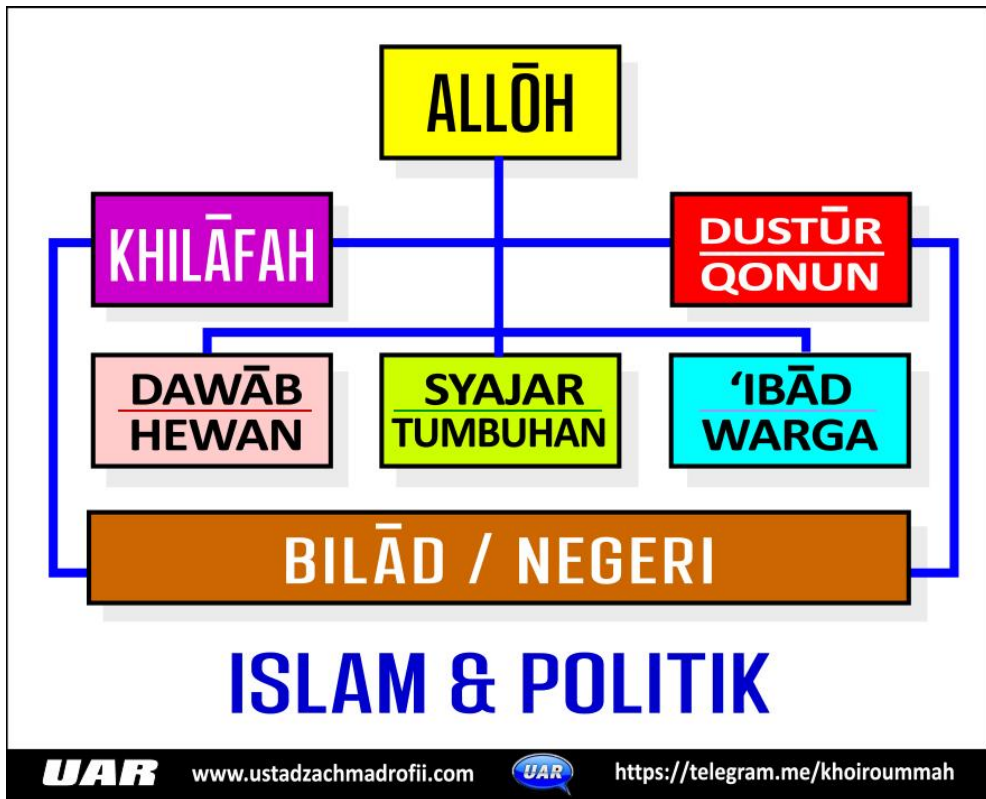 ALLŌH
KHILĀFAH
DUSTŪR
QONUN
DAWĀB
HEWAN
SYAJAR
TUMBUHAN
‘IBĀD
WARGA
BILĀD / NEGERI
ISLAM & POLITIK
UAR www.ustadzachmadrofii.com UAR https://telegram.me/khoiroummah